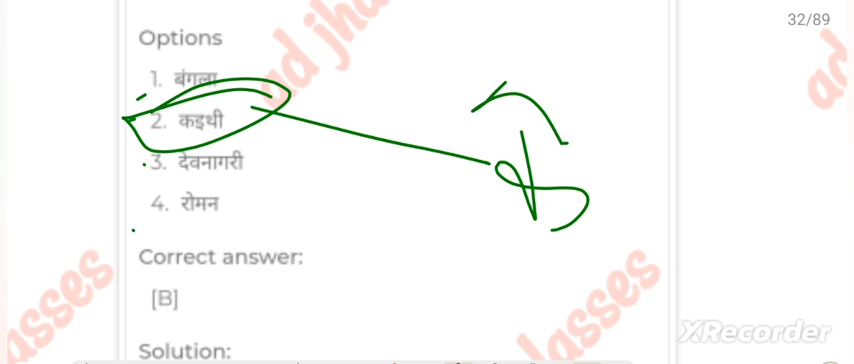 32/89
Options
1. बंगला
2. कइथी
3. देवनागरी
4. रोमन
Correct answer:
[B]
Solution:
XRecorder